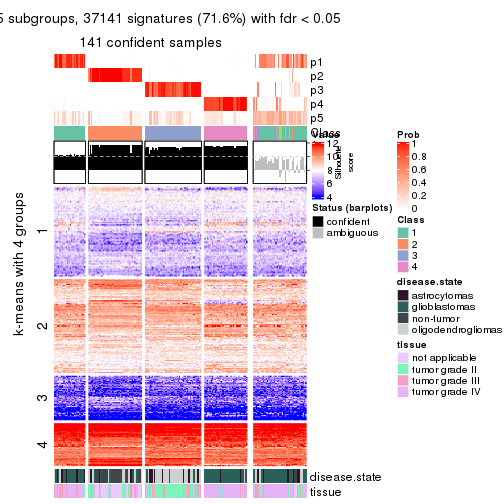 5 subgroups, 37141 signatures (71.6%) with fdr < 0.05
141 confident samples
p1
p2
p3
p4
p5
Class
k-means with 4 groups
1
2
3
4
disease.state
tissue
Value
12
10
8
6
4
Silhouette
score
Status (barplots)
confident
ambiguous
Prob
1
0.8
0.6
0.4
0.2
0
Class
1
2
3
4
disease.state
astrocytomas
glioblastomas
non-tumor
oligodendrogliomas
tissue
not applicable
tumor grade II
tumor grade III
tumor grade IV